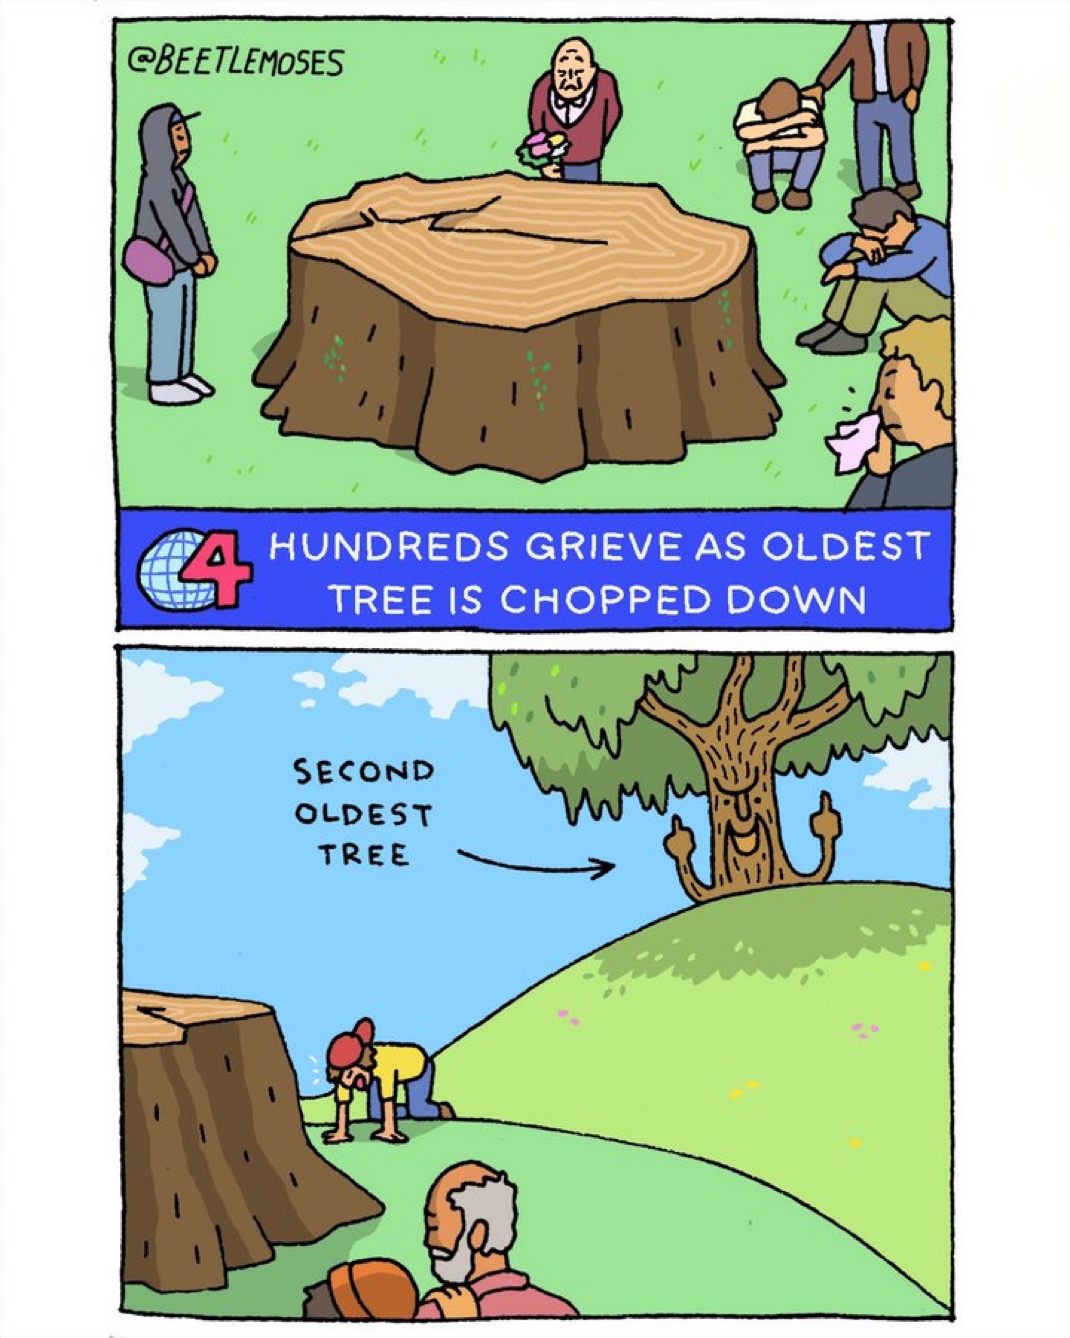 @BEETLEMOSES
4
HUNDREDS GRIEVE AS OLDEST
TREE IS CHOPPED DOWN
SECOND
OLDEST
TREE